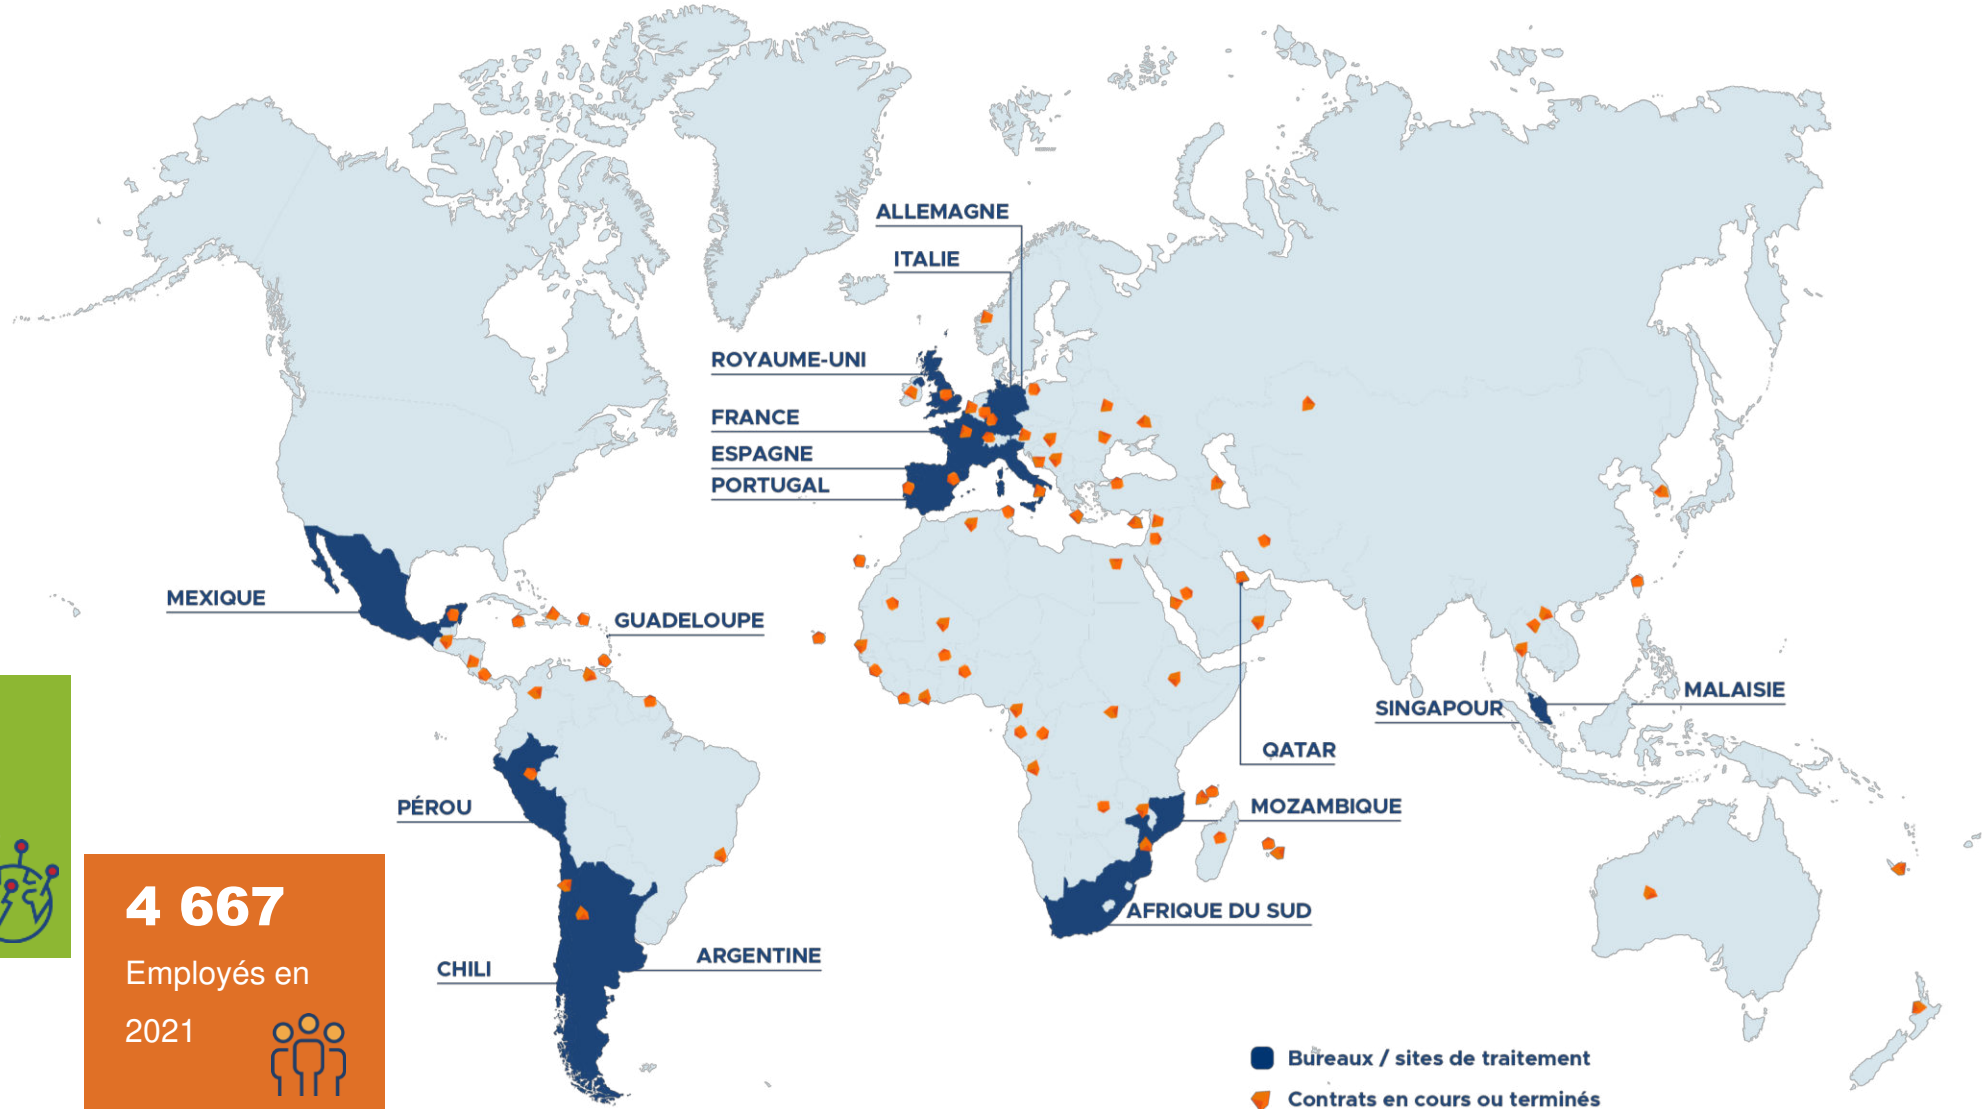 ALLEMAGNE
ITALIE
ROYAUME-UNI
FRANCE
ESPAGNE
PORTUGAL
MEXIQUE
GUADELOUPE
MALAISIE
SINGAPOUR
QATAR
PÉROU
MOZAMBIQUE
AFRIQUE DU SUD
ARGENTINE
CHILI
4 667
Employés en
2021
Bureaux / sites de traitement
Contrats en cours ou terminés